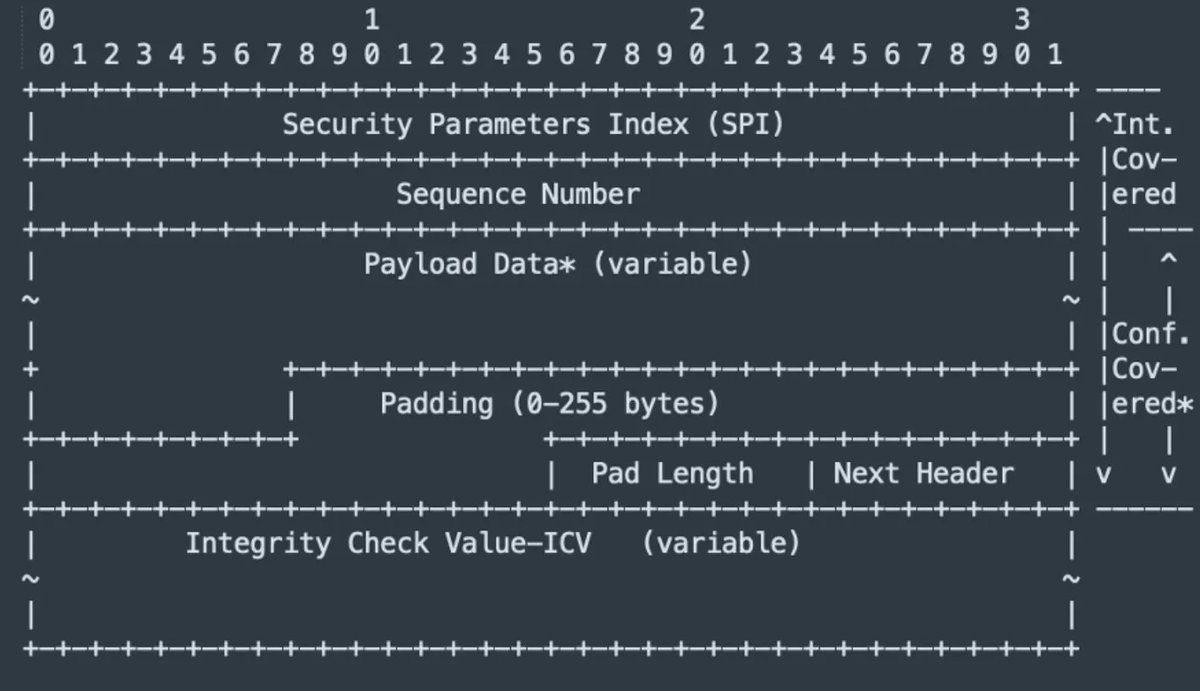 0                   1                   2                   3
 0 1 2 3 4 5 6 7 8 9 0 1 2 3 4 5 6 7 8 9 0 1 2 3 4 5 6 7 8 9 0 1
+-+-+-+-+-+-+-+-+-+-+-+-+-+-+-+-+-+-+-+-+-+-+-+-+-+-+-+-+-+-+-+-+ ----
|               Security Parameters Index (SPI)                 | ^Int.
+-+-+-+-+-+-+-+-+-+-+-+-+-+-+-+-+-+-+-+-+-+-+-+-+-+-+-+-+-+-+-+-+ |Cov-
|                      Sequence Number                          | |ered
+-+-+-+-+-+-+-+-+-+-+-+-+-+-+-+-+-+-+-+-+-+-+-+-+-+-+-+-+-+-+-+-+ | ----
|                    Payload Data* (variable)                   | |   ^
~                                                               ~ |   |
|                                                               | |Conf.
+               +-+-+-+-+-+-+-+-+-+-+-+-+-+-+-+-+-+-+-+-+-+-+-+-+ |Cov-
|               |     Padding (0-255 bytes)                     | |ered*
+-+-+-+-+-+-+-+-+               +-+-+-+-+-+-+-+-+-+-+-+-+-+-+-+-+ |   |
|                               |  Pad Length   | Next Header   | v   v
+-+-+-+-+-+-+-+-+-+-+-+-+-+-+-+-+-+-+-+-+-+-+-+-+-+-+-+-+-+-+-+-+ ------
|         Integrity Check Value-ICV   (variable)                |
~                                                               ~
|                                                               |
+-+-+-+-+-+-+-+-+-+-+-+-+-+-+-+-+-+-+-+-+-+-+-+-+-+-+-+-+-+-+-+-+